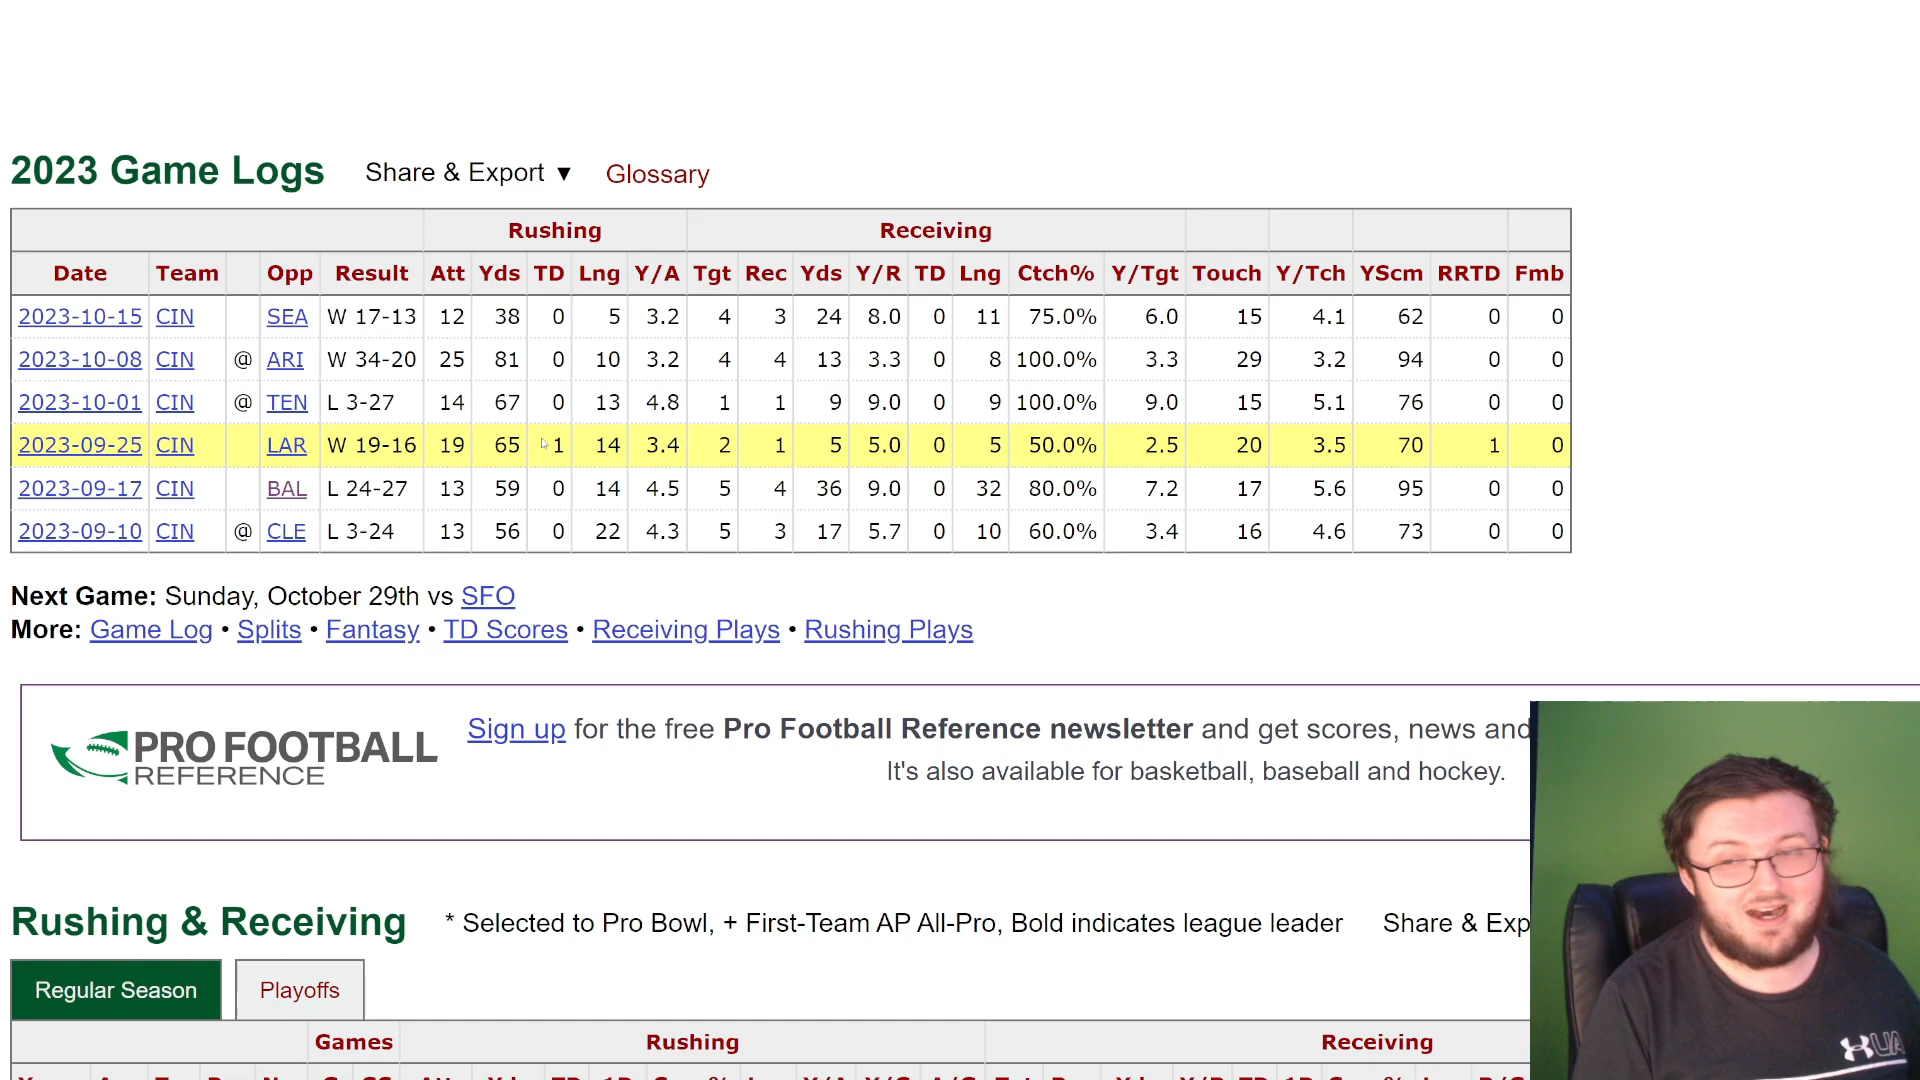 2023 Game Logs Share & Export ▼ Glossary
Rushing Receiving
Date Team Opp Result Att Yds TD Lng Y/A Tgt Rec Yds Y/R TD Lng Ctch% Y/Tgt Touch Y/Tch YScm RRTD Fmb
2023-10-15 CIN SEA W 17-13 12 38 0 5 3.2 4 3 24 8.0 0 11 75.0% 6.0 15 4.1 62 0 0
2023-10-08 CIN @ ARI W 34-20 25 81 0 10 3.2 4 4 13 3.3 0 8 100.0% 3.3 29 3.2 94 0 0
2023-10-01 CIN @ TEN L 3-27 14 67 0 13 4.8 1 1 9 9.0 0 9 100.0% 9.0 15 5.1 76 0 0
2023-09-25 CIN LAR W 19-16 19 65 1 14 3.4 2 1 5 5.0 0 5 50.0% 2.5 20 3.5 70 1 0
2023-09-17 CIN BAL L 24-27 13 59 0 14 4.5 5 4 36 9.0 0 32 80.0% 7.2 17 5.6 95 0 0
2023-09-10 CIN @ CLE L 3-24 13 56 0 22 4.3 5 3 17 5.7 0 10 60.0% 3.4 16 4.6 73 0 0
Next Game: Sunday, October 29th vs SFO
More: Game Log • Splits • Fantasy • TD Scores • Receiving Plays • Rushing Plays
PRO FOOTBALL
REFERENCE
Sign up for the free Pro Football Reference newsletter and get scores, news and
It's also available for basketball, baseball and hockey.
Rushing & Receiving * Selected to Pro Bowl, + First-Team AP All-Pro, Bold indicates league leader Share & Exp
Regular Season Playoffs
Games Rushing Receiving
UA